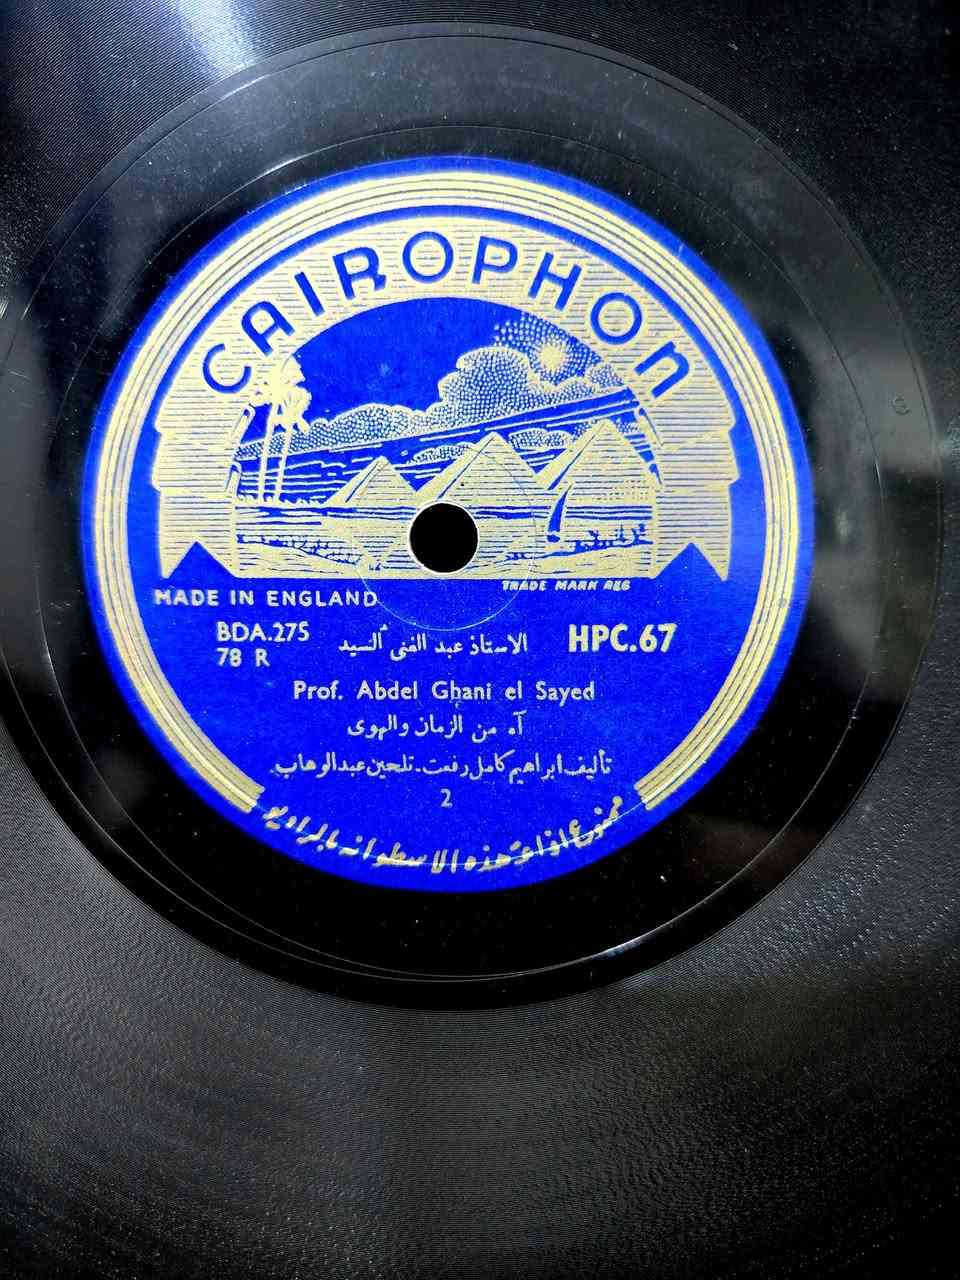 CAIROPHON
TRADE MARK REG
MADE IN ENGLAND
BDA.275
78 R
الاستاذ عبد الغنى السيد
HPC.67
Prof. Abdel Ghani el Sayed
آه من الزمان والهوى
تأليف ابراهيم كامل رفعت - تلحين عبد الوهاب
2
ممنوع اذاعة هذه الاسطوانه بالراديو